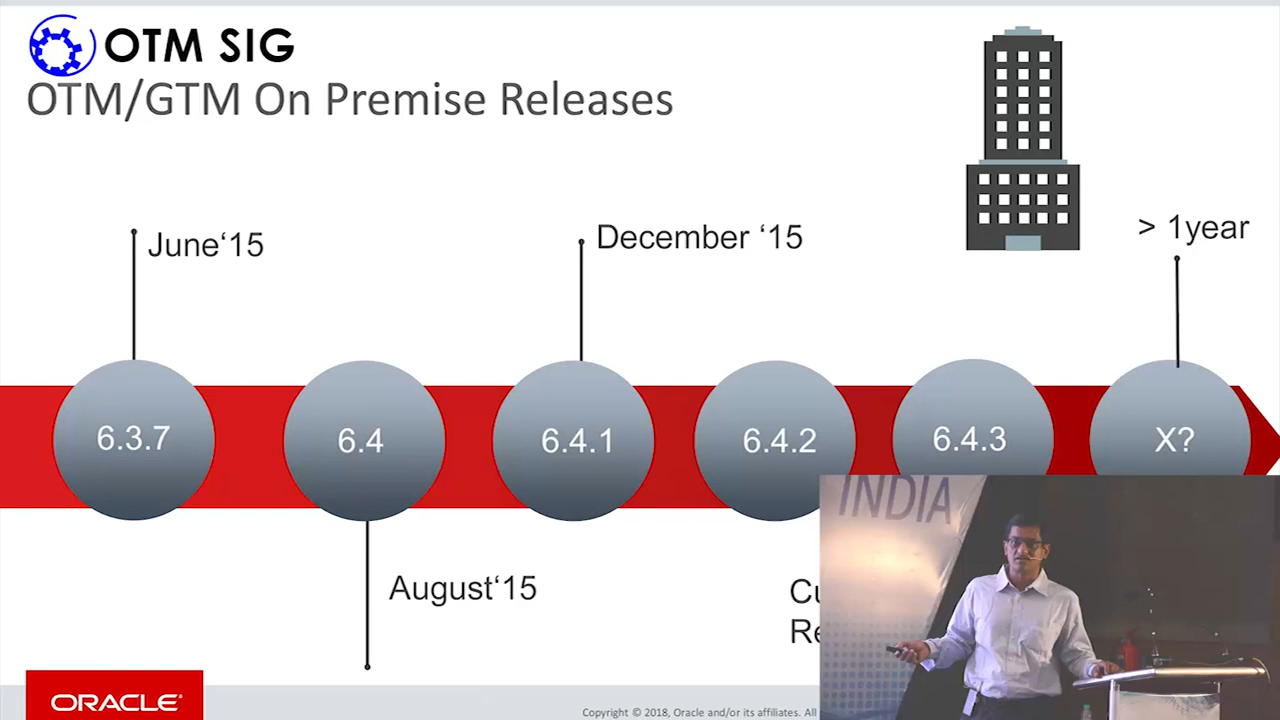 OTM SIG
OTM/GTM On Premise Releases
June‘15
December ‘15
> 1year
6.3.7
6.4
6.4.1
6.4.2
6.4.3
X?
INDIA
August‘15
ORACLE
Copyright © 2018, Oracle and/or its affiliates. All